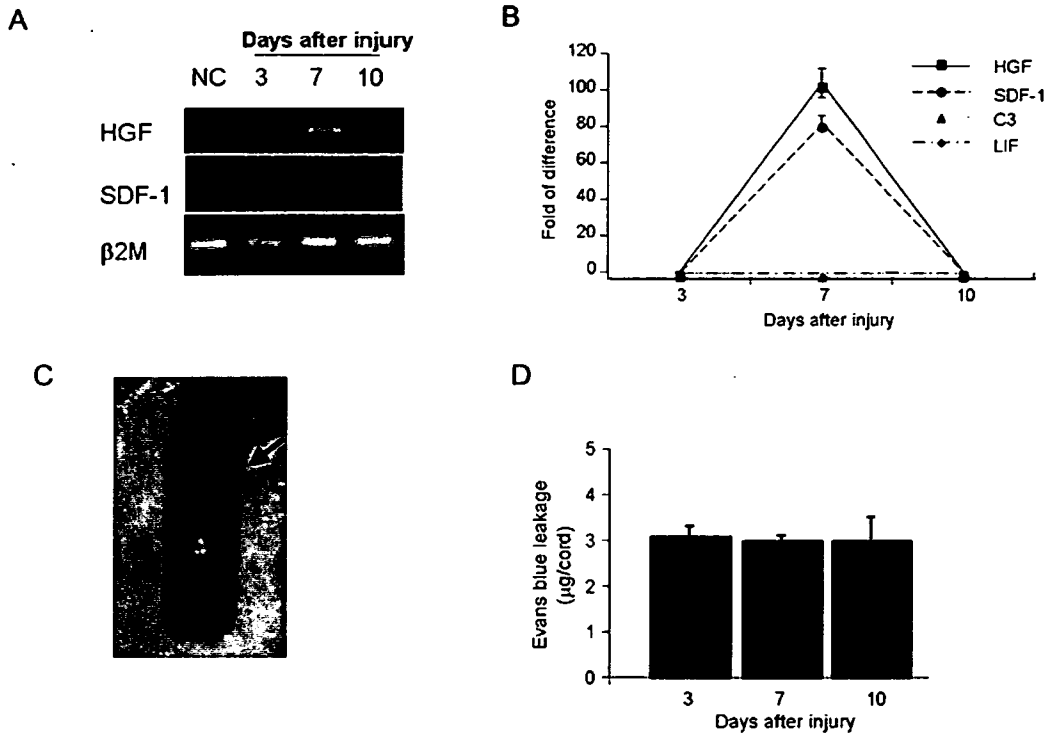 A
Days after injury
NC 3 7 10
HGF
SDF-1
β2M
B
120
100
80
60
40
20
0
Fold of difference
3 7 10
Days after injury
HGF
SDF-1
C3
LIF
C
D
5
4
3
2
1
0
Evans blue leakage
(μg/cord)
3 7 10
Days after injury